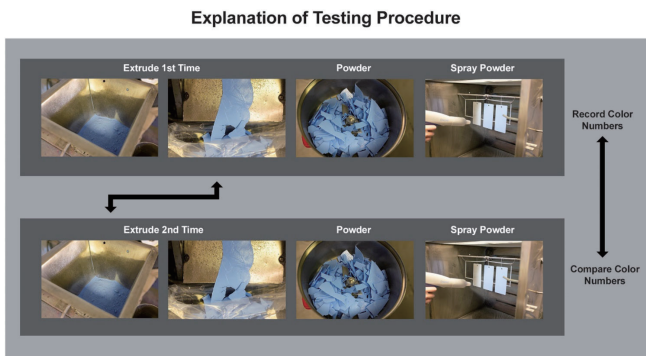 Explanation of Testing Procedure
Extrude 1st Time
Powder
Spray Powder
Record Color
Numbers
Extrude 2nd Time
Powder
Spray Powder
Compare Color
Numbers